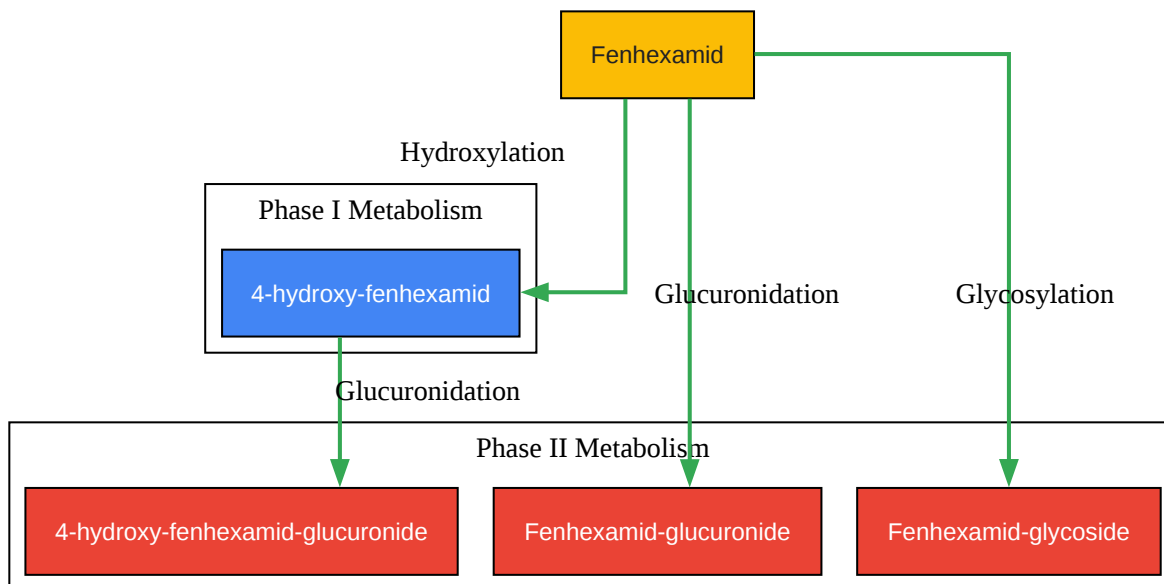 Fenhexamid
Hydroxylation
Phase I Metabolism
4-hydroxy-fenhexamid
Glucuronidation
Glycosylation
Glucuronidation
Phase II Metabolism
4-hydroxy-fenhexamid-glucuronide
Fenhexamid-glucuronide
Fenhexamid-glycoside